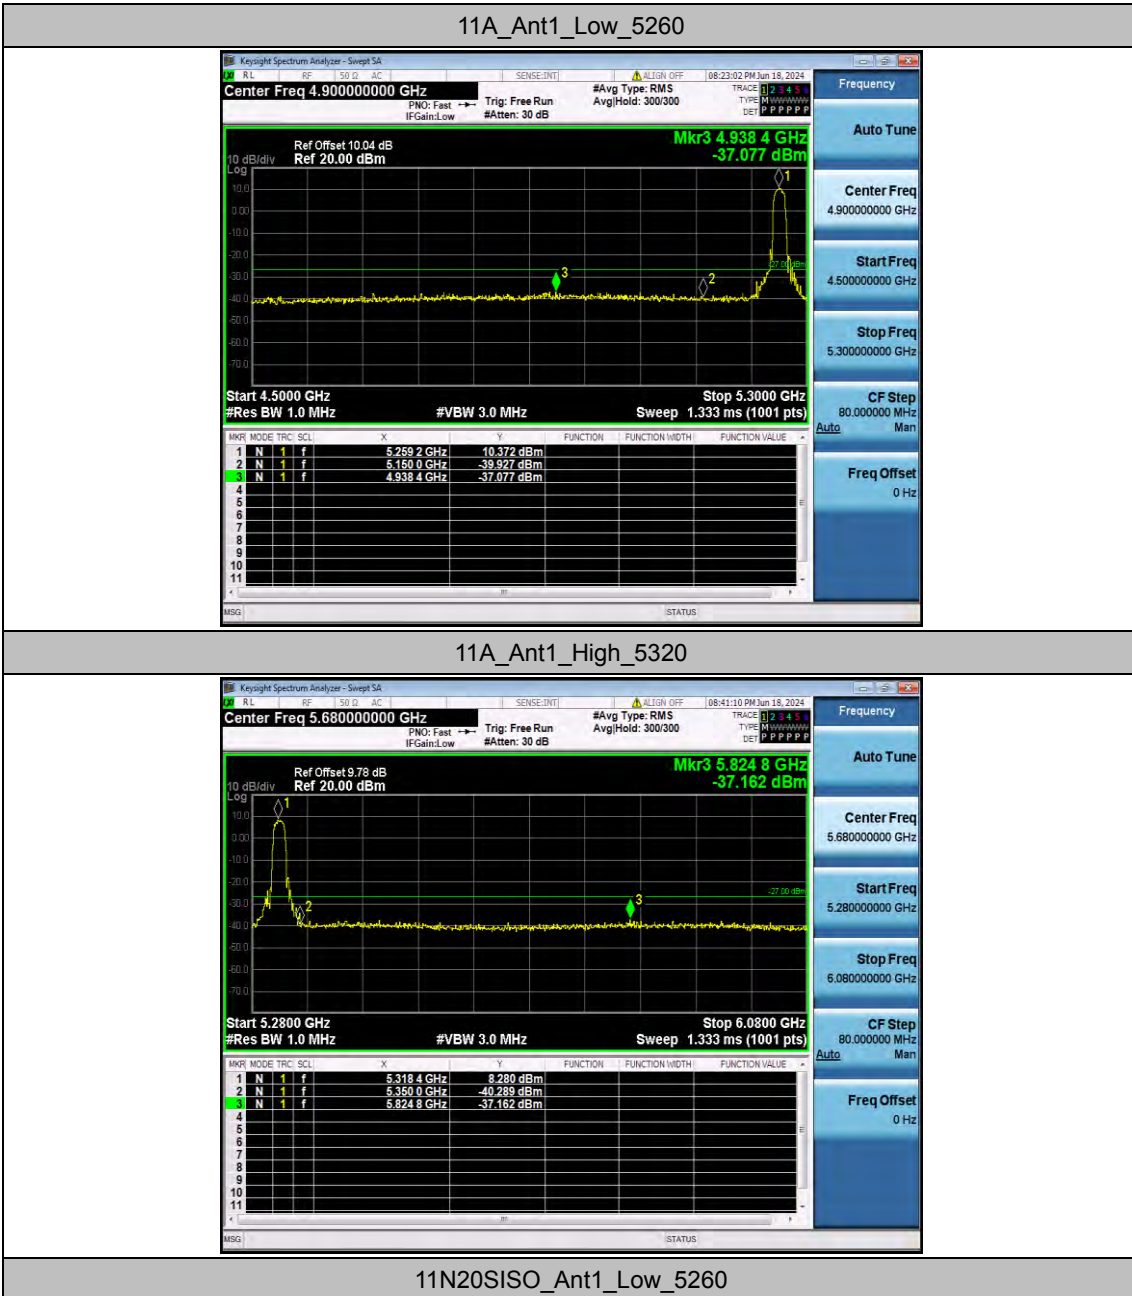 11A_Ant1_Low_5260
Keysight Spectrum Analyzer - Swept SA
RL RF 50 Ω AC SENSE:INT ALIGN OFF 08:23:02 PM Jun 18, 2024
Center Freq 4.900000000 GHz
PNO: Fast
IFGain:Low
Trig: Free Run
#Atten: 30 dB
#Avg Type: RMS
Avg|Hold: 300/300
TRACE 1 2 3 4 5 6
TYPE M W W W W W
DET P P P P P P
Frequency
Auto Tune
Center Freq
4.900000000 GHz
Start Freq
4.500000000 GHz
Stop Freq
5.300000000 GHz
CF Step
80.000000 MHz
Auto Man
Freq Offset
0 Hz
Mkr3 4.938 4 GHz
-37.077 dBm
Ref Offset 10.04 dB
10 dB/div Ref 20.00 dBm
Log
10.0
0.00
-10.0
-20.0
-30.0
-40.0
-50.0
-60.0
-70.0
1
2
3
-27.00 dBm
Start 4.5000 GHz Stop 5.3000 GHz
#Res BW 1.0 MHz #VBW 3.0 MHz Sweep 1.333 ms (1001 pts)
MKR MODE TRC SCL X Y FUNCTION FUNCTION WIDTH FUNCTION VALUE
1 N 1 f 5.259 2 GHz 10.372 dBm
2 N 1 f 5.150 0 GHz -39.927 dBm
3 N 1 f 4.938 4 GHz -37.077 dBm
4
5
6
7
8
9
10
11
MSG STATUS
11A_Ant1_High_5320
Keysight Spectrum Analyzer - Swept SA
RL RF 50 Ω AC SENSE:INT ALIGN OFF 08:41:10 PM Jun 18, 2024
Center Freq 5.680000000 GHz
PNO: Fast
IFGain:Low
Trig: Free Run
#Atten: 30 dB
#Avg Type: RMS
Avg|Hold: 300/300
TRACE 1 2 3 4 5 6
TYPE M W W W W W
DET P P P P P P
Frequency
Auto Tune
Center Freq
5.680000000 GHz
Start Freq
5.280000000 GHz
Stop Freq
6.080000000 GHz
CF Step
80.000000 MHz
Auto Man
Freq Offset
0 Hz
Mkr3 5.824 8 GHz
-37.162 dBm
Ref Offset 9.78 dB
10 dB/div Ref 20.00 dBm
Log
10.0
0.00
-10.0
-20.0
-30.0
-40.0
-50.0
-60.0
-70.0
1
2
3
-27.00 dBm
Start 5.2800 GHz Stop 6.0800 GHz
#Res BW 1.0 MHz #VBW 3.0 MHz Sweep 1.333 ms (1001 pts)
MKR MODE TRC SCL X Y FUNCTION FUNCTION WIDTH FUNCTION VALUE
1 N 1 f 5.318 4 GHz 8.280 dBm
2 N 1 f 5.350 0 GHz -40.289 dBm
3 N 1 f 5.824 8 GHz -37.162 dBm
4
5
6
7
8
9
10
11
MSG STATUS
11N20SISO_Ant1_Low_5260